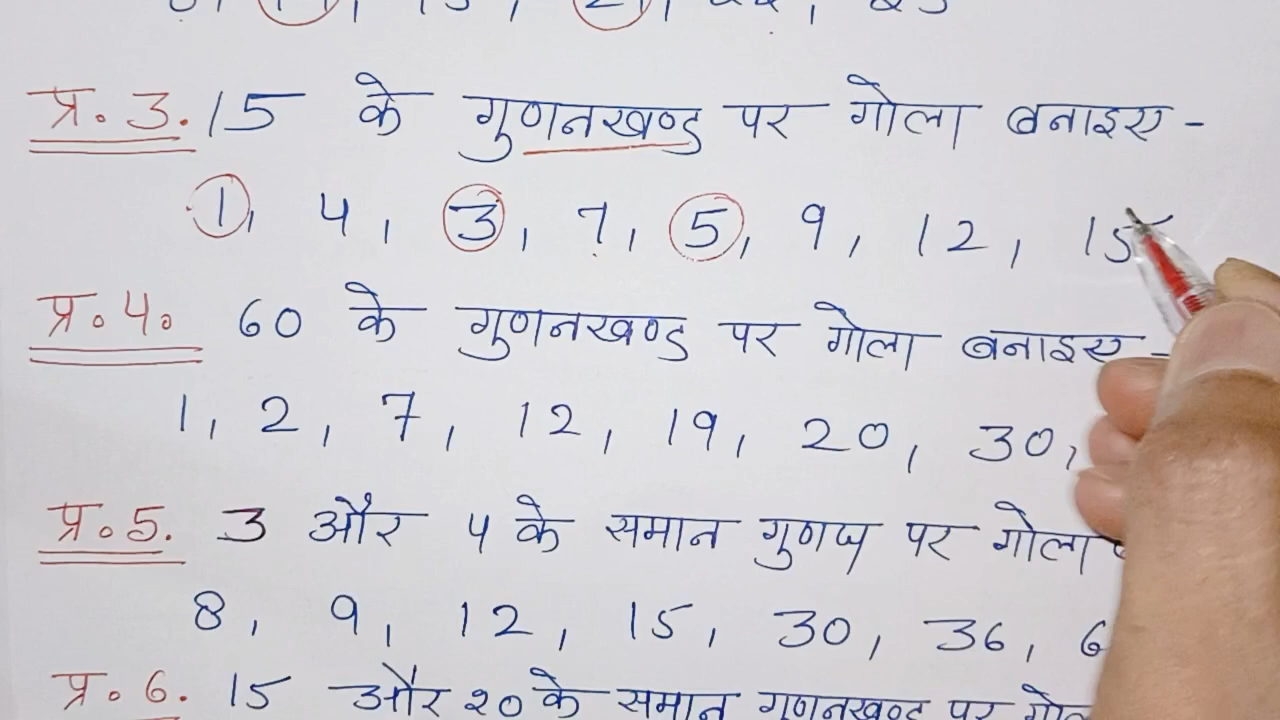 प्र. 3. 15 के गुणनखण्ड पर गोला बनाइए -
1, 4, 3, 7, 5, 9, 12, 15
प्र. 4. 60 के गुणनखण्ड पर गोला बनाइए -
1, 2, 7, 12, 19, 20, 30,
प्र. 5. 3 और 4 के समान गुणज पर गोला
8, 9, 12, 15, 30, 36, 6
प्र. 6. 15 और २० के समान गुणनखण्ड पर